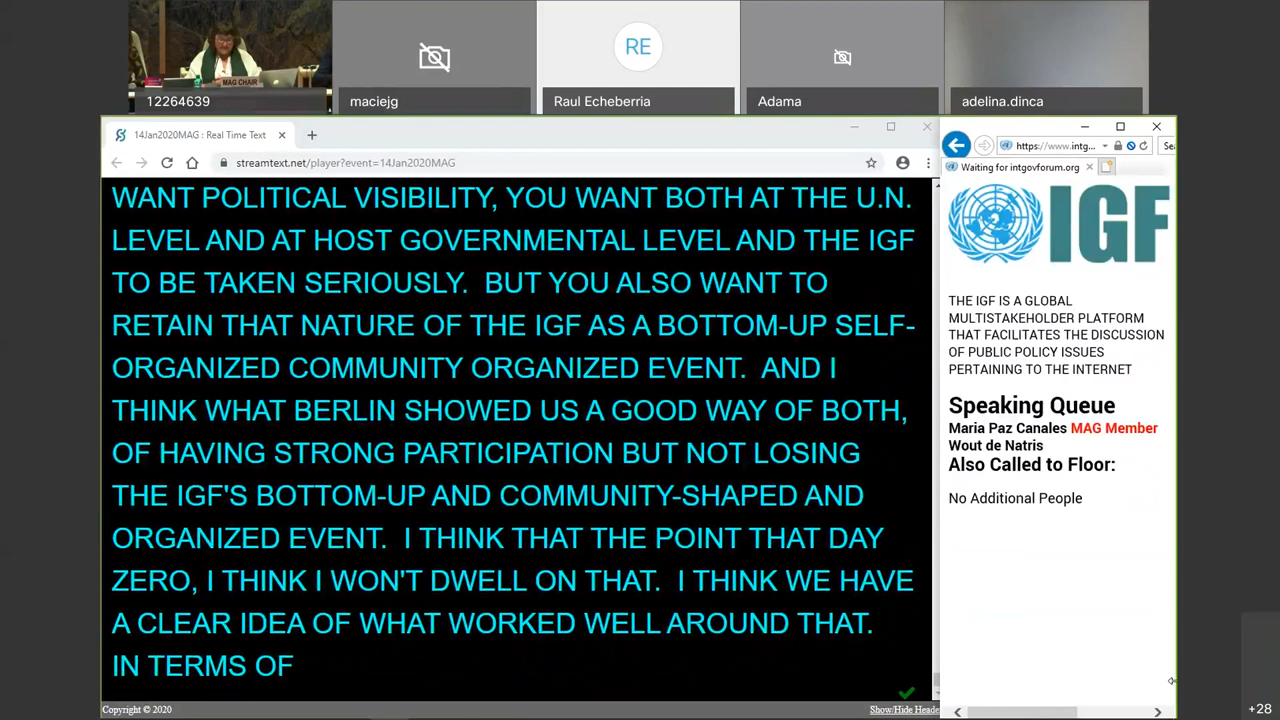 MAG CHAIR
12264639
maciejg
RE
Raul Echeberria
Adama
adelina.dinca
14Jan2020MAG : Real Time Text
streamtext.net/player?event=14Jan2020MAG
WANT POLITICAL VISIBILITY, YOU WANT BOTH AT THE U.N.
LEVEL AND AT HOST GOVERNMENTAL LEVEL AND THE IGF
TO BE TAKEN SERIOUSLY. BUT YOU ALSO WANT TO
RETAIN THAT NATURE OF THE IGF AS A BOTTOM-UP SELF-
ORGANIZED COMMUNITY ORGANIZED EVENT. AND I
THINK WHAT BERLIN SHOWED US A GOOD WAY OF BOTH,
OF HAVING STRONG PARTICIPATION BUT NOT LOSING
THE IGF'S BOTTOM-UP AND COMMUNITY-SHAPED AND
ORGANIZED EVENT. I THINK THAT THE POINT THAT DAY
ZERO, I THINK I WON'T DWELL ON THAT. I THINK WE HAVE
A CLEAR IDEA OF WHAT WORKED WELL AROUND THAT.
IN TERMS OF
Copyright © 2020
Show/Hide Heade
https://www.intg...
Sea
Waiting for intgovforum.org
IGF
THE IGF IS A GLOBAL
MULTISTAKEHOLDER PLATFORM
THAT FACILITATES THE DISCUSSION
OF PUBLIC POLICY ISSUES
PERTAINING TO THE INTERNET
Speaking Queue
Maria Paz Canales MAG Member
Wout de Natris
Also Called to Floor:
No Additional People
+28